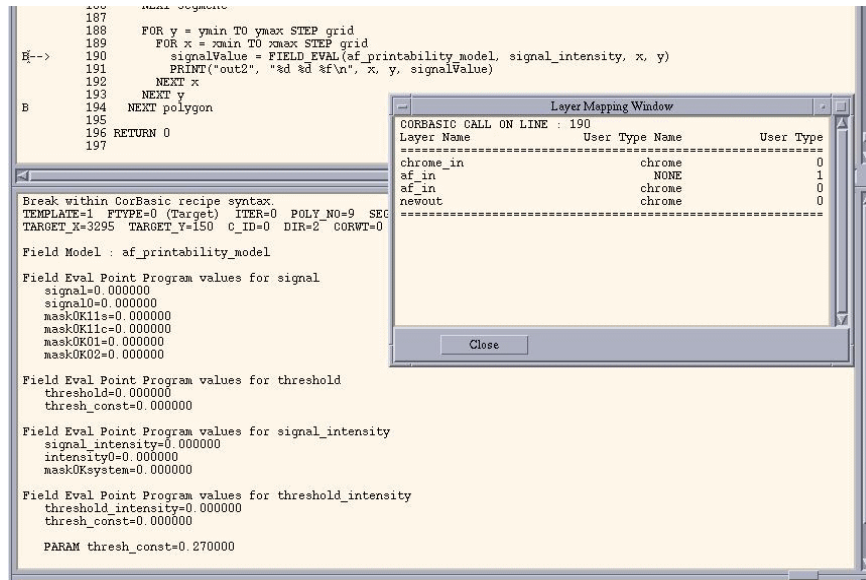 186 NEXT segment
187
188 FOR y = ymin TO ymax STEP grid
189 FOR x = xmin TO xmax STEP grid
B--> 190 signalValue = FIELD_EVAL(af_printability_model, signal_intensity, x, y)
191 PRINT("out2", "%d %d %f\n", x, y, signalValue)
192 NEXT x
193 NEXT y
B 194 NEXT polygon
195
196 RETURN 0
197
Layer Mapping Window
CORBASIC CALL ON LINE : 190
Layer Name User Type Name User Type
chrome_in chrome 0
af_in NONE 1
af_in chrome 0
newout chrome 0
Close
Break within CorBasic recipe syntax.
TEMPLATE=1 FTYPE=0 (Target) ITER=0 POLY_NO=9 SEG
TARGET_X=3295 TARGET_Y=150 C_ID=0 DIR=2 CORWT=0
Field Model : af_printability_model
Field Eval Point Program values for signal
signal=0.000000
signal0=0.000000
mask0K11s=0.000000
mask0K11c=0.000000
mask0K01=0.000000
mask0K02=0.000000
Field Eval Point Program values for threshold
threshold=0.000000
thresh_const=0.000000
Field Eval Point Program values for signal_intensity
signal_intensity=0.000000
intensity0=0.000000
mask0Ksystem=0.000000
Field Eval Point Program values for threshold_intensity
threshold_intensity=0.000000
thresh_const=0.000000
PARAM thresh_const=0.270000